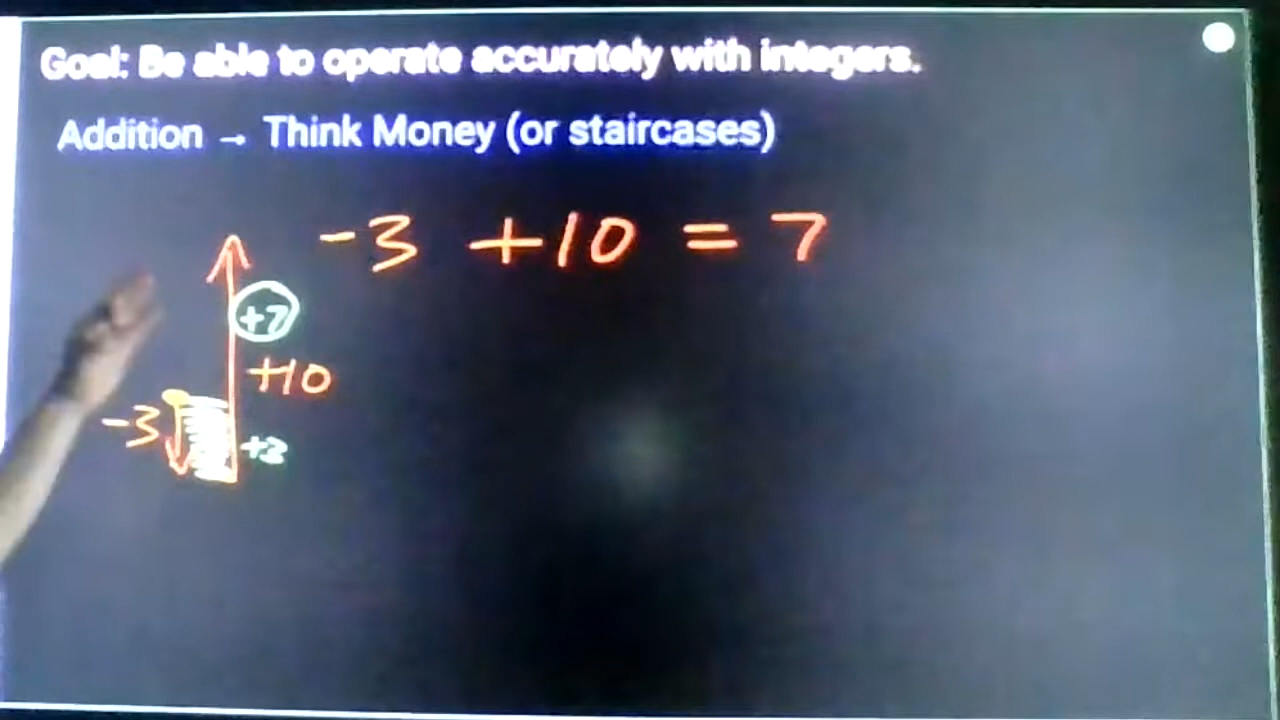 Goal: Be able to operate accurately with integers.
Addition → Think Money (or staircases)
-3 +10 = 7
+7
+10
-3